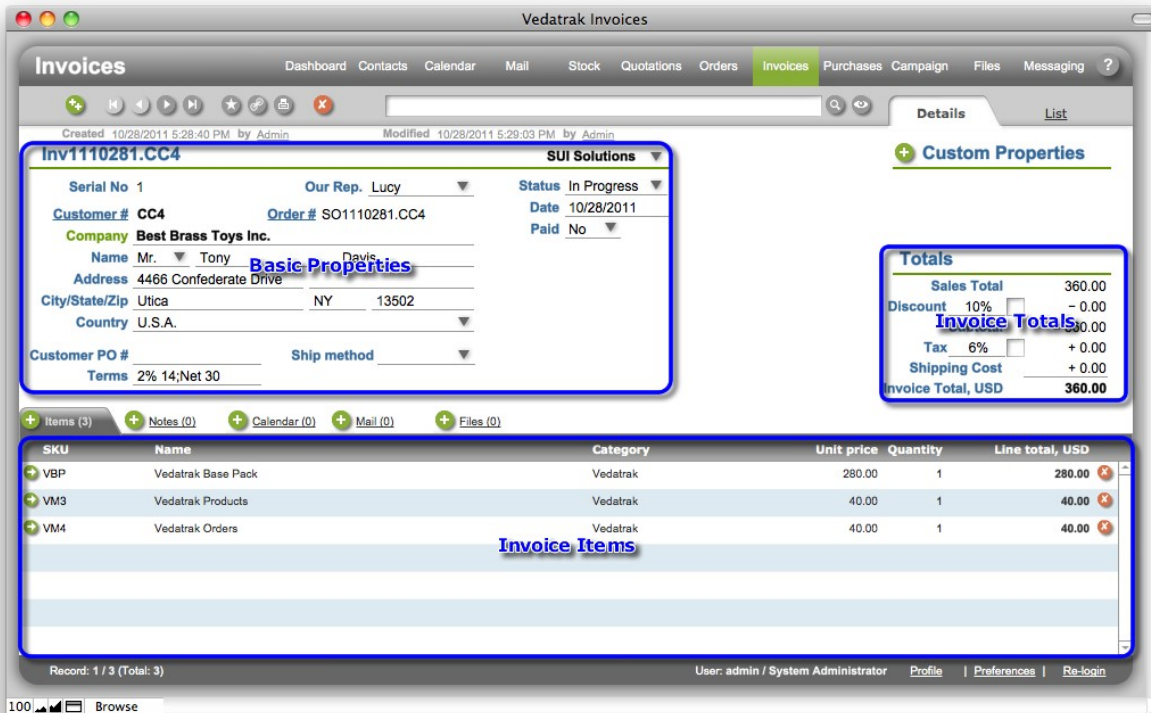 Vedatrak Invoices
Invoices Dashboard Contacts Calendar Mail Stock Quotations Orders Invoices Purchases Campaign Files Messaging ?
Details List
Created 10/28/2011 5:28:40 PM by Admin Modified 10/28/2011 5:29:03 PM by Admin
Inv1110281.CC4 SUI Solutions
Custom Properties
Serial No 1 Our Rep. Lucy Status In Progress
Customer # CC4 Order # SO1110281.CC4 Date 10/28/2011
Company Best Brass Toys Inc. Paid No
Name Mr. Tony Davis
Basic Properties
Address 4466 Confederate Drive
City/State/Zip Utica NY 13502
Country U.S.A.
Customer PO # Ship method
Terms 2% 14;Net 30
Totals
Sales Total 360.00
Discount 10% − 0.00
Invoice Totals
Tax 6% + 0.00
Shipping Cost + 0.00
Invoice Total, USD 360.00
Items (3) Notes (0) Calendar (0) Mail (0) Files (0)
SKU Name Category Unit price Quantity Line total, USD
VBP Vedatrak Base Pack Vedatrak 280.00 1 280.00
VM3 Vedatrak Products Vedatrak 40.00 1 40.00
VM4 Vedatrak Orders Vedatrak 40.00 1 40.00
Invoice Items
Record: 1 / 3 (Total: 3) User: admin / System Administrator Profile | Preferences | Re-login
100 Browse